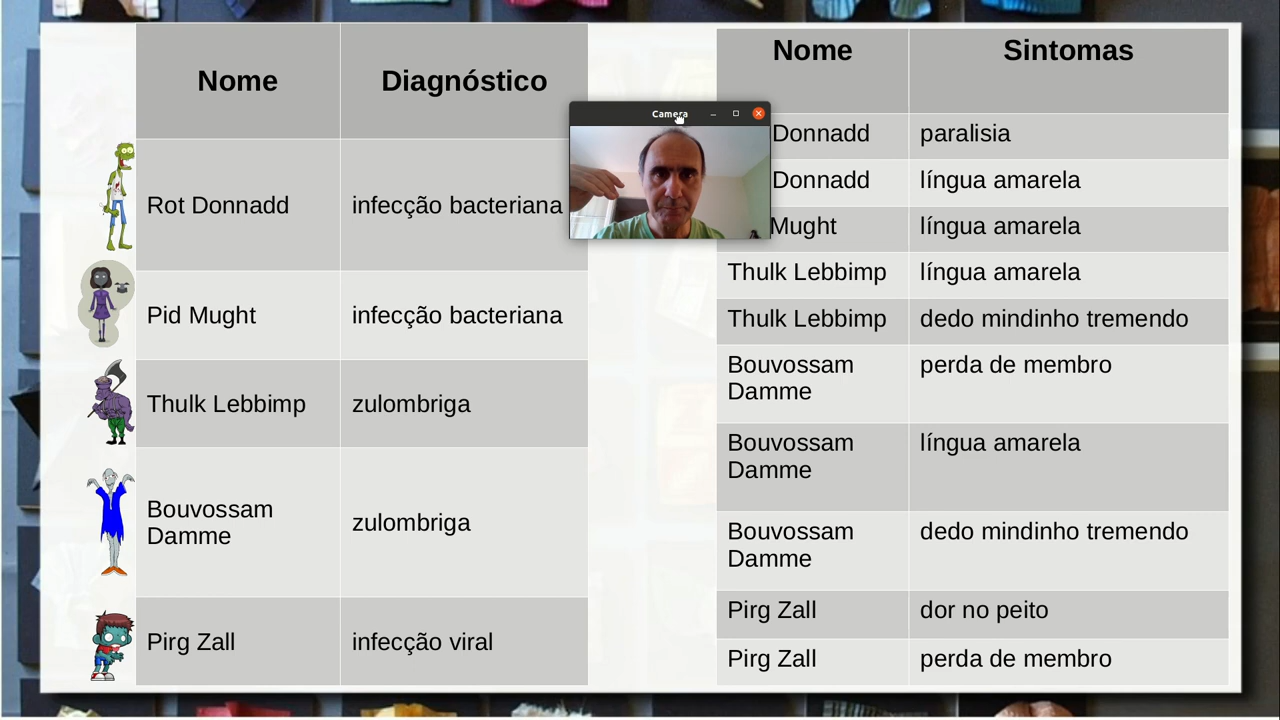 Nome Diagnóstico
Rot Donnadd infecção bacteriana
Pid Mught infecção bacteriana
Thulk Lebbimp zulombriga
Bouvossam
Damme zulombriga
Pirg Zall infecção viral
Camera
Nome Sintomas
Donnadd paralisia
Donnadd língua amarela
Mught língua amarela
Thulk Lebbimp língua amarela
Thulk Lebbimp dedo mindinho tremendo
Bouvossam perda de membro
Damme
Bouvossam língua amarela
Damme
Bouvossam dedo mindinho tremendo
Damme
Pirg Zall dor no peito
Pirg Zall perda de membro